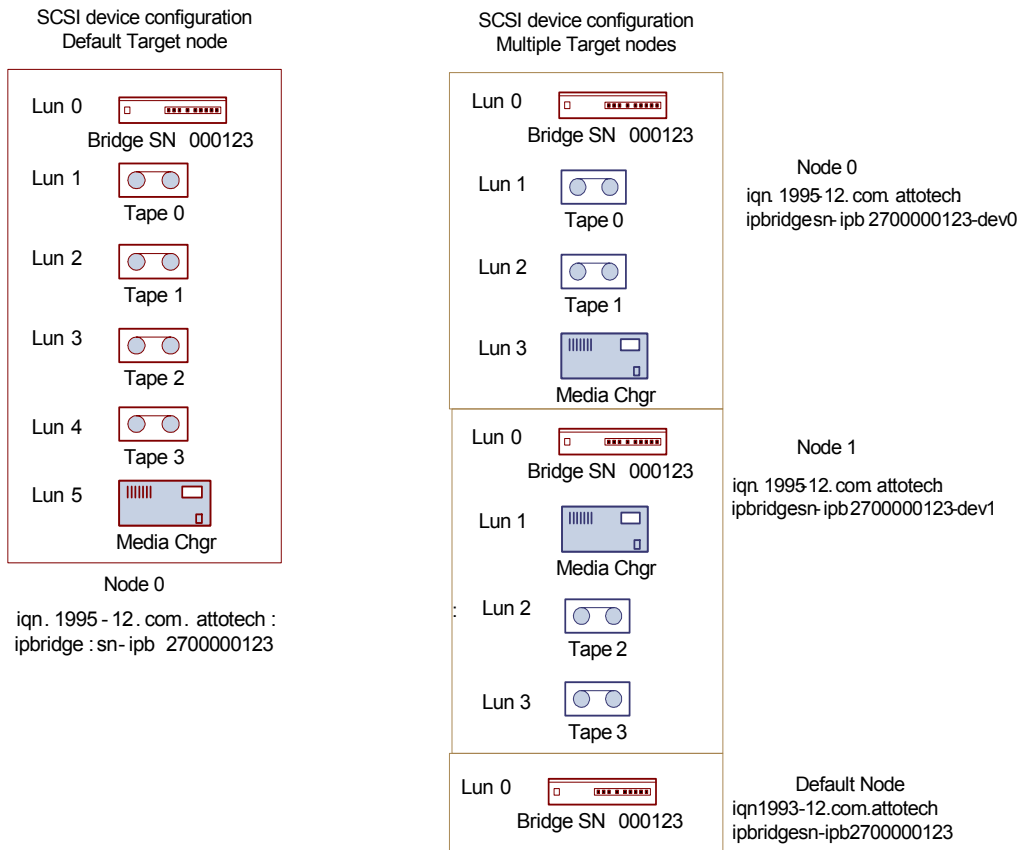 SCSI device configuration
Default Target node
Lun 0
Bridge SN 000123
Lun 1
Tape 0
Lun 2
Tape 1
Lun 3
Tape 2
Lun 4
Tape 3
Lun 5
Media Chgr
Node 0
iqn. 1995 - 12. com. attotech :
ipbridge : sn- ipb 2700000123
SCSI device configuration
Multiple Target nodes
Lun 0
Bridge SN 000123
Lun 1
Tape 0
Lun 2
Tape 1
Lun 3
Media Chgr
Node 0
iqn. 1995-12. com. attotech
ipbridgesn- ipb 2700000123-dev0
Lun 0
Bridge SN 000123
Lun 1
Media Chgr
: Lun 2
Tape 2
Lun 3
Tape 3
Node 1
iqn. 1995-12. com. attotech
ipbridgesn- ipb 2700000123-dev1
Lun 0
Bridge SN 000123
Default Node
iqn1993-12.com.attotech
ipbridgesn-ipb2700000123